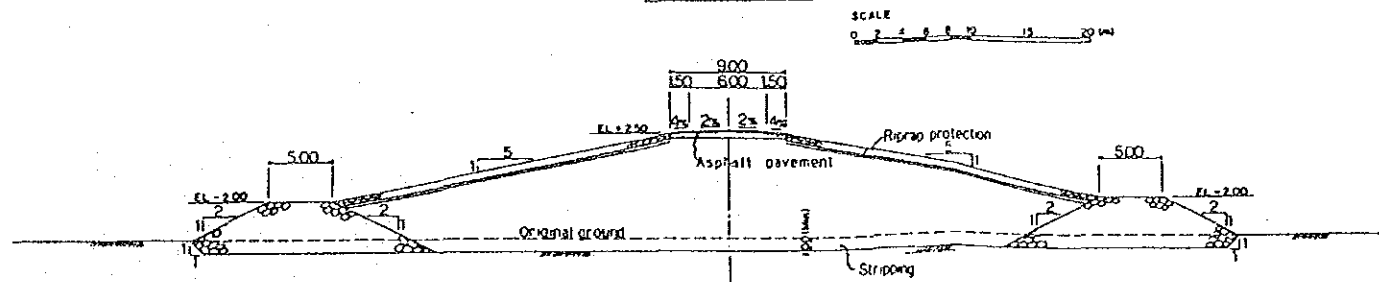 SCALE
0 2 4 6 8 10 15 20 (m)
9.00
1.50 6.00 1.50
4% 2% 2% 4%
EL + 2.50
Riprap protection
Asphalt pavement
5
1
5
1
5.00
5.00
EL - 2.00
EL - 2.00
2
1
2
1
2
1
2
1
Original ground
1
1
Stripping